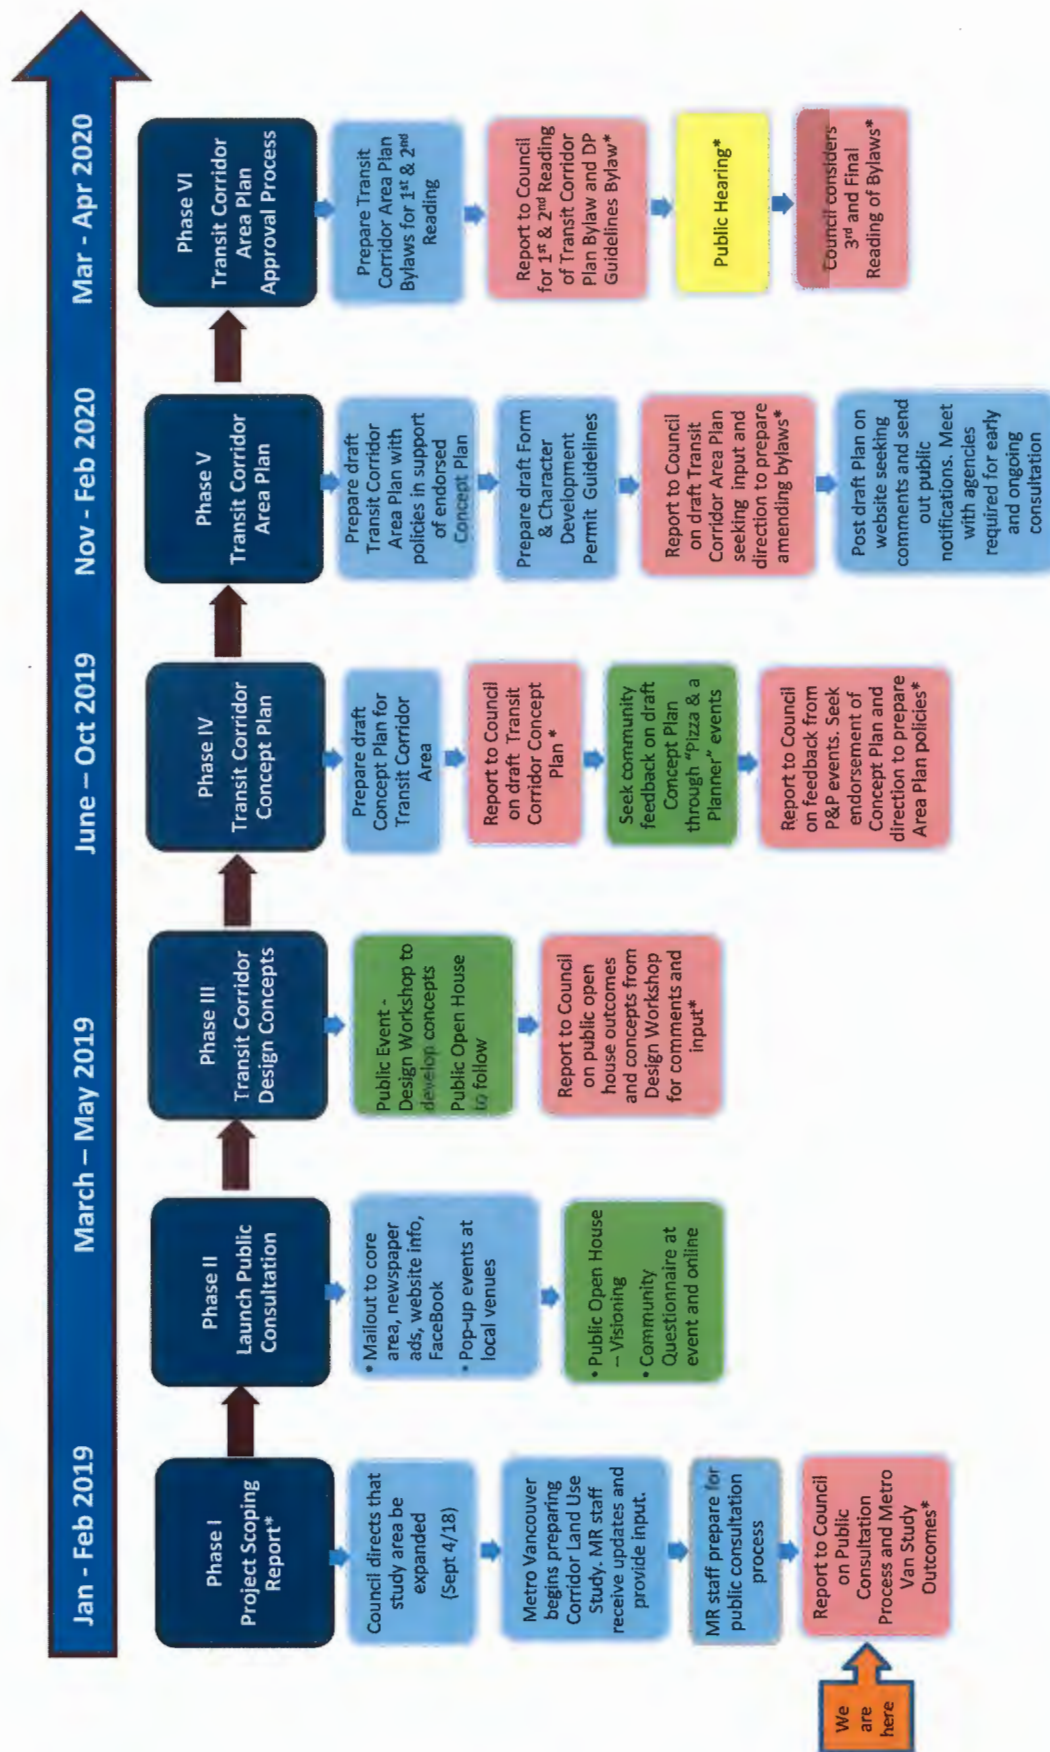 Jan - Feb 2019
March – May 2019
June – Oct 2019
Nov - Feb 2020
Mar - Apr 2020
Phase I
Project Scoping
Report*
Council directs that
study area be
expanded
(Sept 4/18)
Metro Vancouver
begins preparing
Corridor Land Use
Study. MR staff
receive updates and
provide input.
MR staff prepare for
public consultation
process
Report to Council
on Public
Consultation
Process and Metro
Van Study
Outcomes*
We
are
here
Phase II
Launch Public
Consultation
• Mailout to core
area, newspaper
ads, website info,
FaceBook
• Pop-up events at
local venues
• Public Open House
– Visioning
• Community
Questionnaire at
event and online
Phase III
Transit Corridor
Design Concepts
Public Event -
Design Workshop to
develop concepts
Public Open House
to follow
Report to Council
on public open
house outcomes
and concepts from
Design Workshop
for comments and
input*
Phase IV
Transit Corridor
Concept Plan
Prepare draft
Concept Plan for
Transit Corridor
Area
Report to Council
on draft Transit
Corridor Concept
Plan *
Seek community
feedback on draft
Concept Plan
through "Pizza & a
Planner" events
Report to Council
on feedback from
P&P events. Seek
endorsement of
Concept Plan and
direction to prepare
Area Plan policies*
Phase V
Transit Corridor
Area Plan
Prepare draft
Transit Corridor
Area Plan with
policies in support
of endorsed
Concept Plan
Prepare draft Form
& Character
Development
Permit Guidelines
Report to Council
on draft Transit
Corridor Area Plan
seeking input and
direction to prepare
amending bylaws*
Post draft Plan on
website seeking
comments and send
out public
notifications. Meet
with agencies
required for early
and ongoing
consultation
Phase VI
Transit Corridor
Area Plan
Approval Process
Prepare Transit
Corridor Area Plan
Bylaws for 1st & 2nd
Reading
Report to Council
for 1st & 2nd Reading
of Transit Corridor
Plan Bylaw and DP
Guidelines Bylaw*
Public Hearing*
Council considers
3rd and Final
Reading of Bylaws*